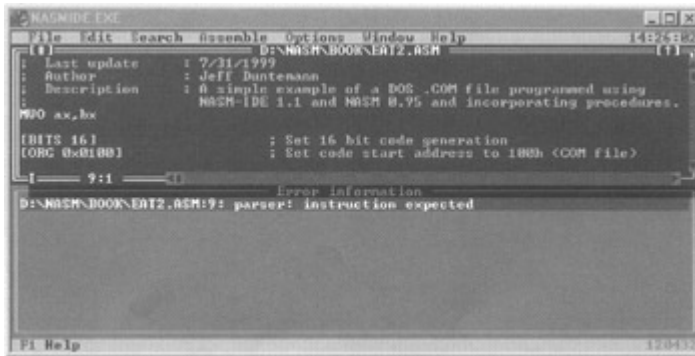 NASMIDE.EXE
File Edit Search Assemble Options Window Help 14:26:02
D:\NASM\BOOK\EAT2.ASM
; Last update : 7/31/1999
; Author : Jeff Duntemann
; Description : A simple example of a DOS .COM file programmed using
; NASM-IDE 1.1 and NASM 0.95 and incorporating procedures.
MVO ax,bx
[BITS 16] ; Set 16 bit code generation
[ORG 0x0100] ; Set code start address to 100h (COM file)
9:1
Error information
D:\NASM\BOOK\EAT2.ASM:9: parser: instruction expected
F1 Help